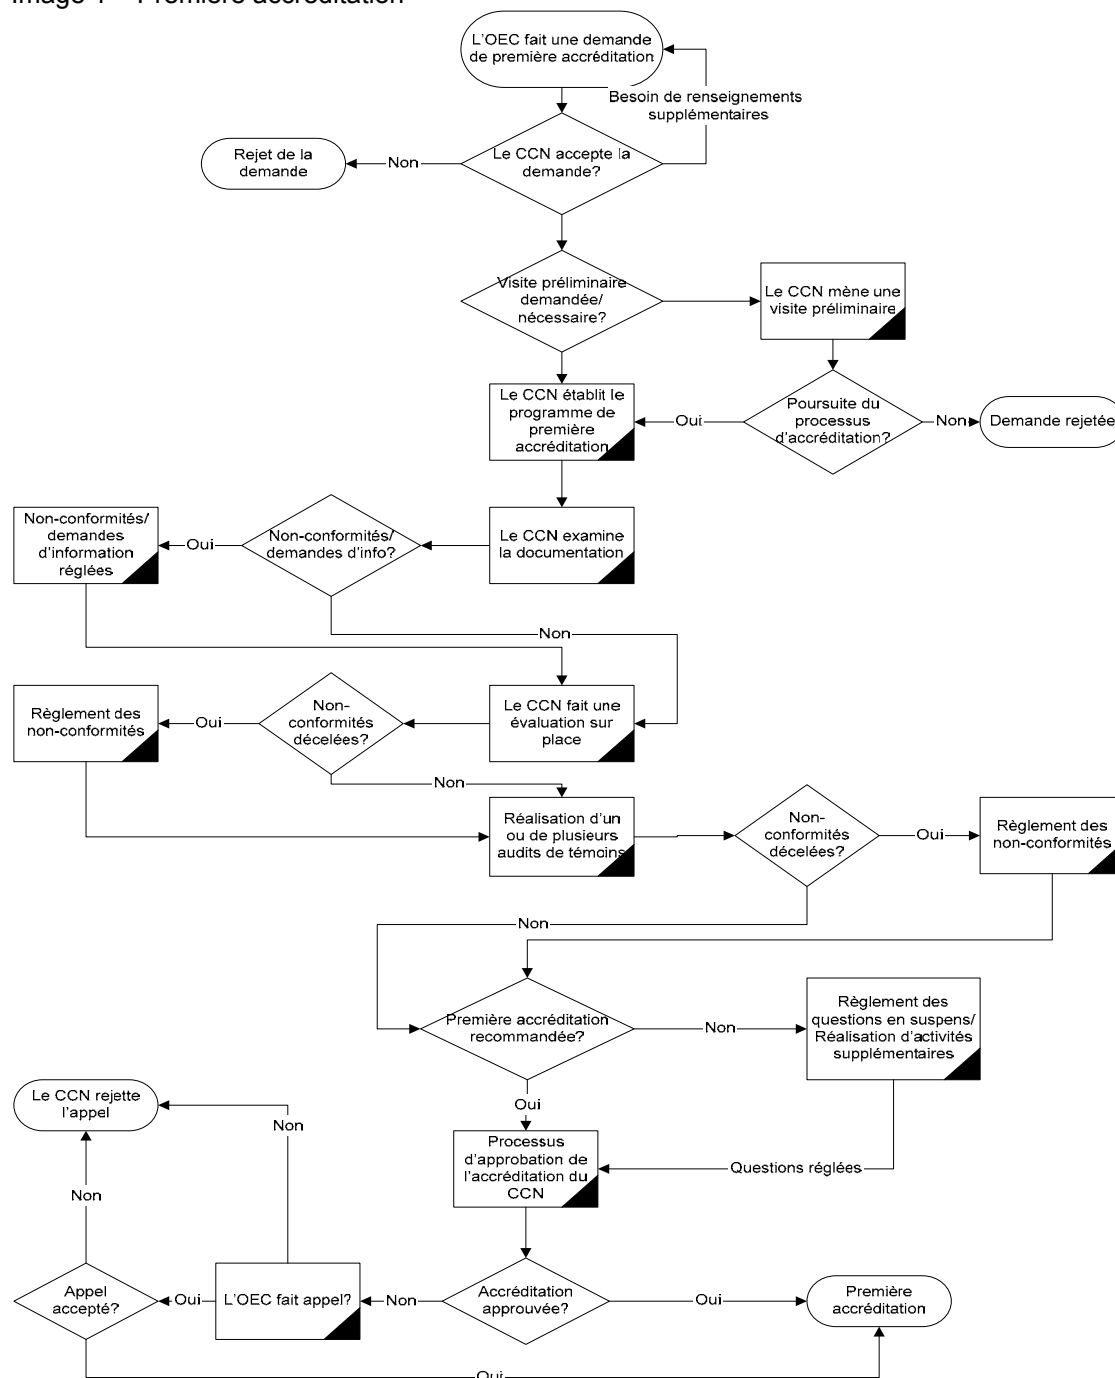 Image 1 – Première accréditation
L'OEC fait une demande
de première accréditation
Besoin de renseignements
supplémentaires
Rejet de la
demande
Non
Le CCN accepte la
demande?
Visite préliminaire
demandée/
nécessaire?
Le CCN mène une
visite préliminaire
Le CCN établit le
programme de
première
accréditation
Oui
Poursuite du
processus
d'accréditation?
Non
Demande rejetée
Non-conformités/
demandes
d'information
réglées
Oui
Non-conformités/
demandes d'info?
Le CCN examine
la documentation
Non
Règlement des
non-conformités
Oui
Non-
conformités
décelées?
Le CCN fait une
évaluation sur
place
Non
Réalisation d'un
ou de plusieurs
audits de témoins
Non-
conformités
décelées?
Oui
Règlement des
non-conformités
Non
Première accréditation
recommandée?
Non
Règlement des
questions en suspens/
Réalisation d'activités
supplémentaires
Oui
Le CCN rejette
l'appel
Non
Processus
d'approbation de
l'accréditation du
CCN
Questions réglées
Non
Appel
accepté?
Oui
L'OEC fait appel?
Non
Accréditation
approuvée?
Oui
Première
accréditation
Oui